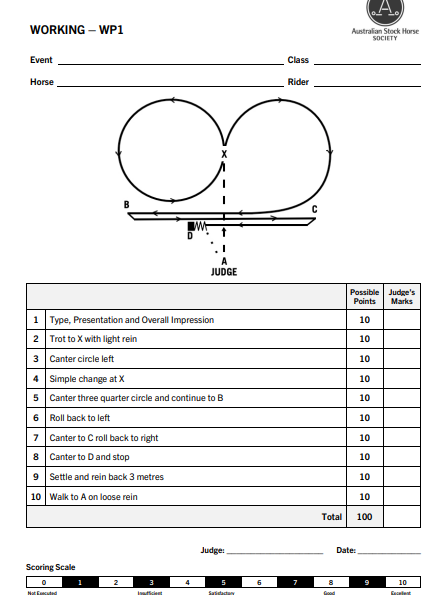 A
Australian Stock Horse
SOCIETY
WORKING – WP1
Event Class
Horse Rider
X
B C
D
A
JUDGE
Possible Points Judge's Marks
1 Type, Presentation and Overall Impression 10
2 Trot to X with light rein 10
3 Canter circle left 10
4 Simple change at X 10
5 Canter three quarter circle and continue to B 10
6 Roll back to left 10
7 Canter to C roll back to right 10
8 Canter to D and stop 10
9 Settle and rein back 3 metres 10
10 Walk to A on loose rein 10
Total 100
Judge: Date:
Scoring Scale
0 1 2 3 4 5 6 7 8 9 10
Not Executed Insufficient Satisfactory Good Excellent